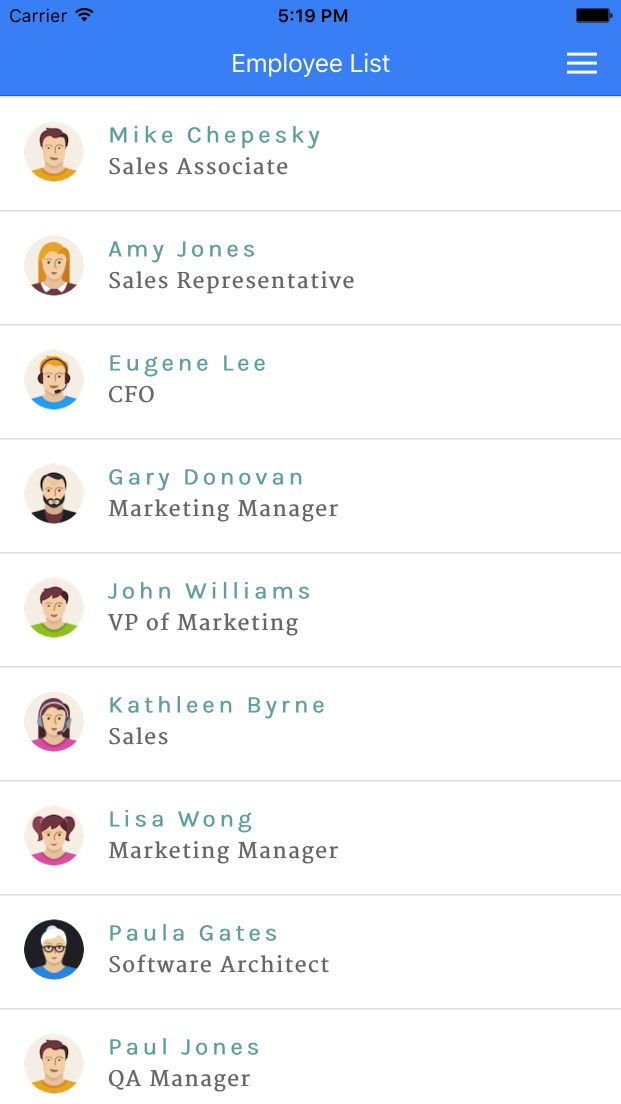 Carrier 5:19 PM
Employee List
Mike Chepesky
Sales Associate
Amy Jones
Sales Representative
Eugene Lee
CFO
Gary Donovan
Marketing Manager
John Williams
VP of Marketing
Kathleen Byrne
Sales
Lisa Wong
Marketing Manager
Paula Gates
Software Architect
Paul Jones
QA Manager